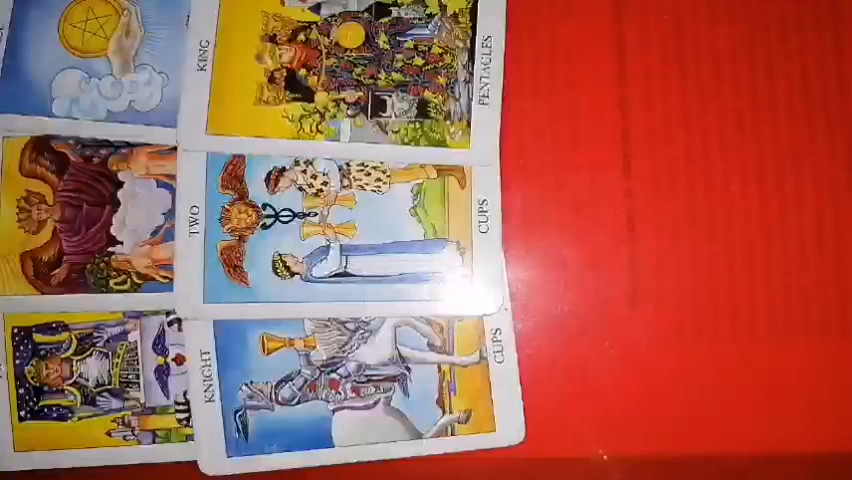 KING
PENTACLES
TWO
CUPS
KNIGHT
CUPS